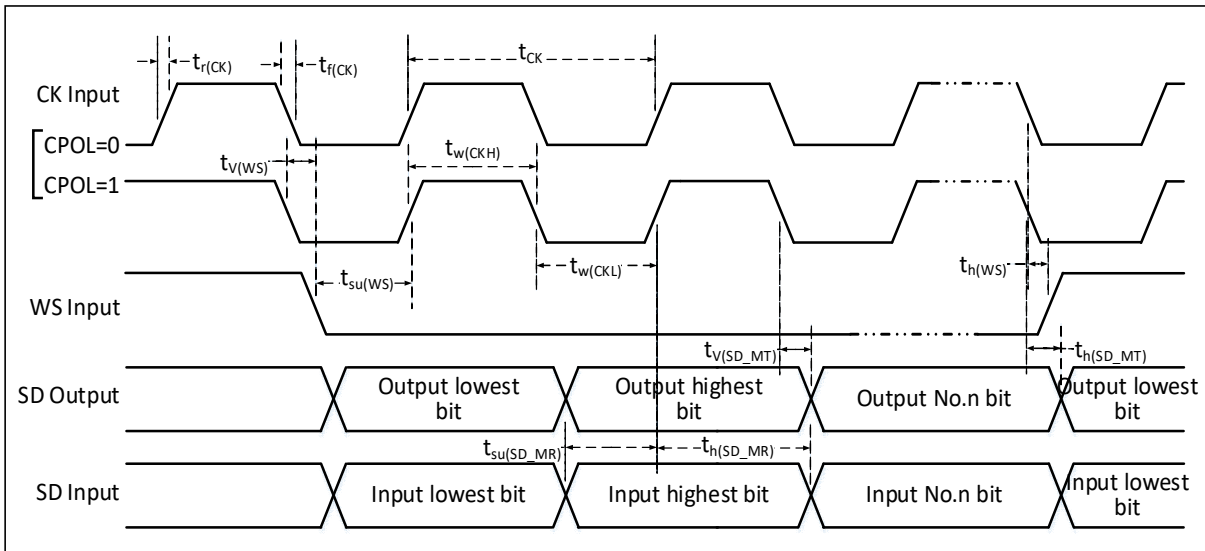 t_r(CK)
t_f(CK)
t_CK
CK Input
CPOL=0
CPOL=1
t_V(WS)
t_w(CKH)
t_su(WS)
t_w(CKL)
t_h(WS)
WS Input
t_V(SD_MT)
t_h(SD_MT)
SD Output
Output lowest
bit
Output highest
bit
Output No.n bit
Output lowest
bit
t_su(SD_MR)
t_h(SD_MR)
SD Input
Input lowest bit
Input highest bit
Input No.n bit
Input lowest
bit